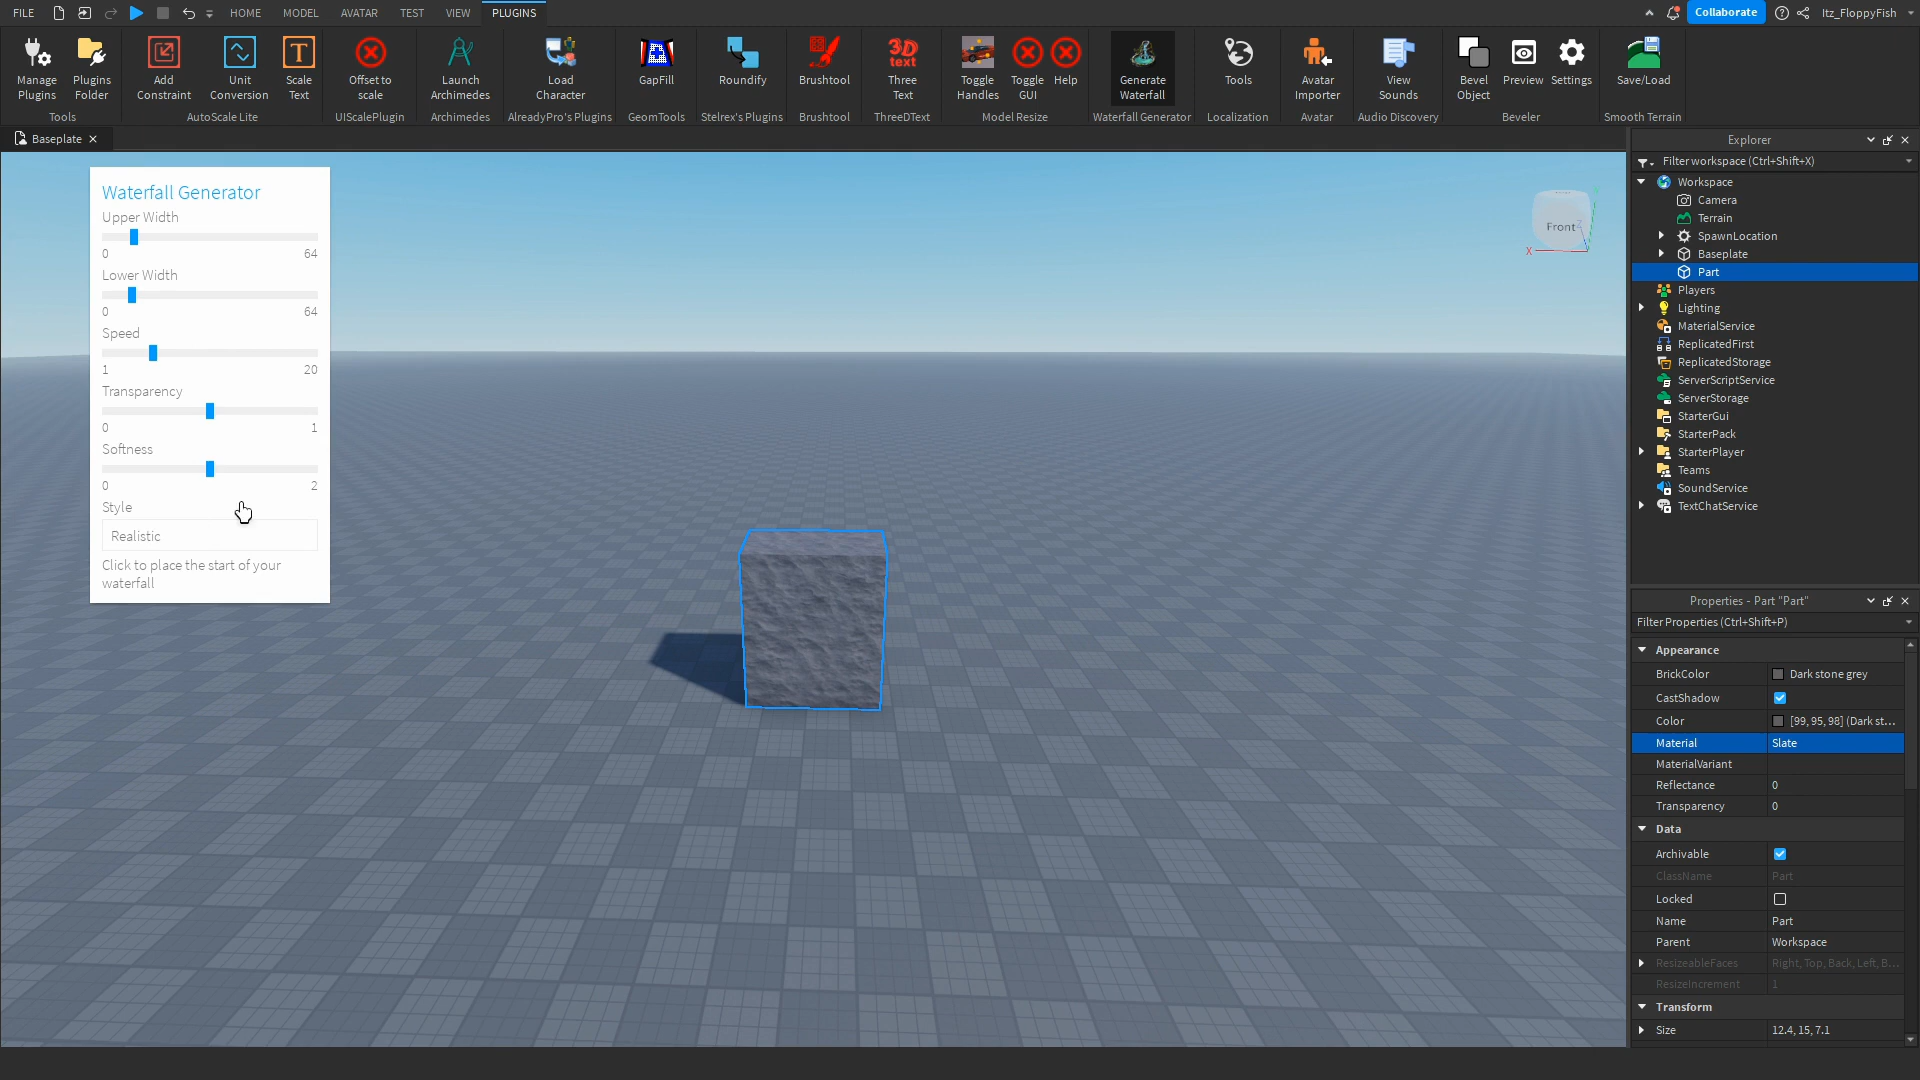 FILE HOME MODEL AVATAR TEST VIEW PLUGINS Collaborate Itz_FloppyFish
Manage Plugins
Plugins Folder
Add Constraint
Unit Conversion
Scale Text
Offset to scale
Launch Archimedes
Load Character
GapFill
Roundify
Brushtool
3D text
Three Text
Toggle Handles
Toggle GUI
Help
Generate Waterfall
Tools
Avatar Importer
View Sounds
Bevel Object
Preview
Settings
Save/Load
Tools AutoScale Lite UIScalePlugin Archimedes AlreadyPro's Plugins GeomTools Stelrex's Plugins Brushtool ThreeDText Model Resize Waterfall Generator Localization Avatar Audio Discovery Beveler Smooth Terrain
Baseplate
Waterfall Generator
Upper Width
0 64
Lower Width
0 64
Speed
1 20
Transparency
0 1
Softness
0 2
Style
Realistic
Click to place the start of your
waterfall
Front
X
Explorer
Filter workspace (Ctrl+Shift+X)
Workspace
Camera
Terrain
SpawnLocation
Baseplate
Part
Players
Lighting
MaterialService
ReplicatedFirst
ReplicatedStorage
ServerScriptService
ServerStorage
StarterGui
StarterPack
StarterPlayer
Teams
SoundService
TextChatService
Properties - Part "Part"
Filter Properties (Ctrl+Shift+P)
Appearance
BrickColor Dark stone grey
CastShadow
Color [99, 95, 98] (Dark st...
Material Slate
MaterialVariant
Reflectance 0
Transparency 0
Data
Archivable
ClassName Part
Locked
Name Part
Parent Workspace
ResizeableFaces Right, Top, Back, Left, B...
ResizeIncrement 1
Transform
Size 12.4, 15, 7.1